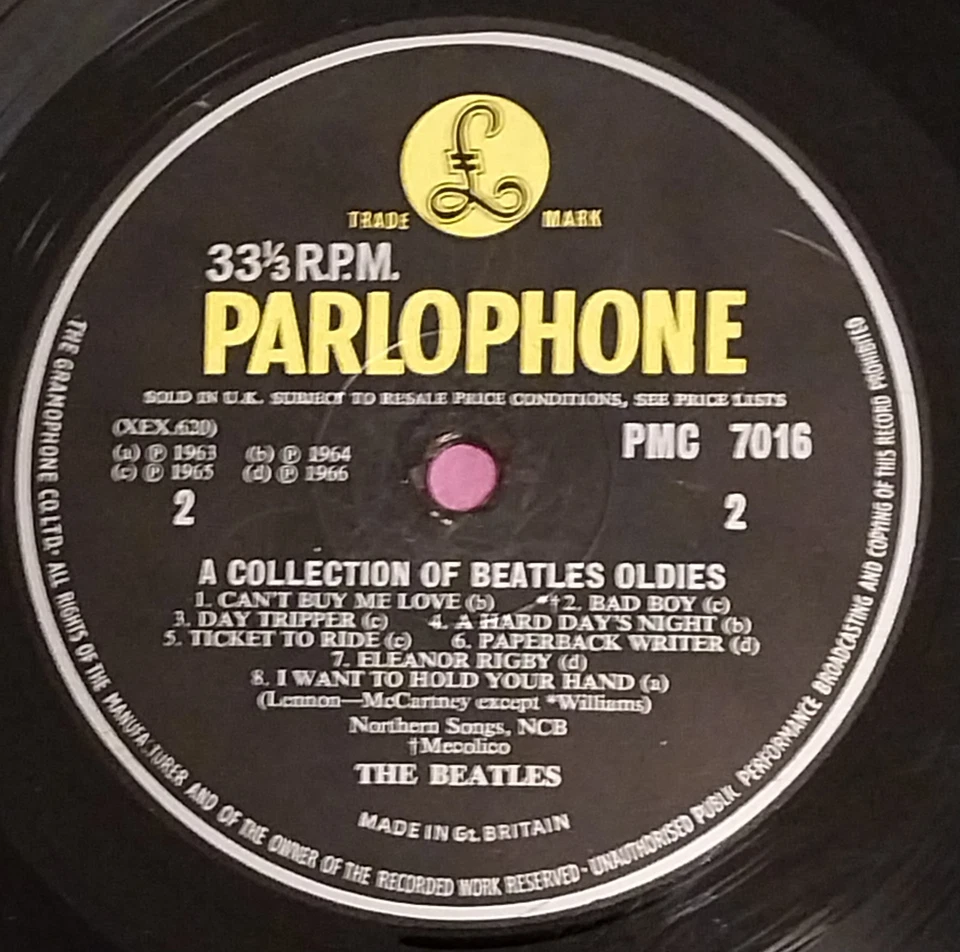 £
TRADE MARK
33⅓ R.P.M.
PARLOPHONE
SOLD IN U.K. SUBJECT TO RESALE PRICE CONDITIONS, SEE PRICE LISTS
(XEX.620)
PMC 7016
(a) ℗ 1963 (b) ℗ 1964
(c) ℗ 1965 (d) ℗ 1966
2 2
A COLLECTION OF BEATLES OLDIES
1. CAN'T BUY ME LOVE (b) *†2. BAD BOY (c)
3. DAY TRIPPER (c) 4. A HARD DAY'S NIGHT (b)
5. TICKET TO RIDE (c) 6. PAPERBACK WRITER (d)
7. ELEANOR RIGBY (d)
8. I WANT TO HOLD YOUR HAND (a)
(Lennon—McCartney except *Williams)
Northern Songs, NCB
†Mecolico
THE BEATLES
MADE IN Gt. BRITAIN
THE GRAMOPHONE CO. LTD. · ALL RIGHTS OF THE MANUFACTURER AND OF THE OWNER OF THE RECORDED WORK RESERVED · UNAUTHORISED PUBLIC PERFORMANCE BROADCASTING AND COPYING OF THIS RECORD PROHIBITED